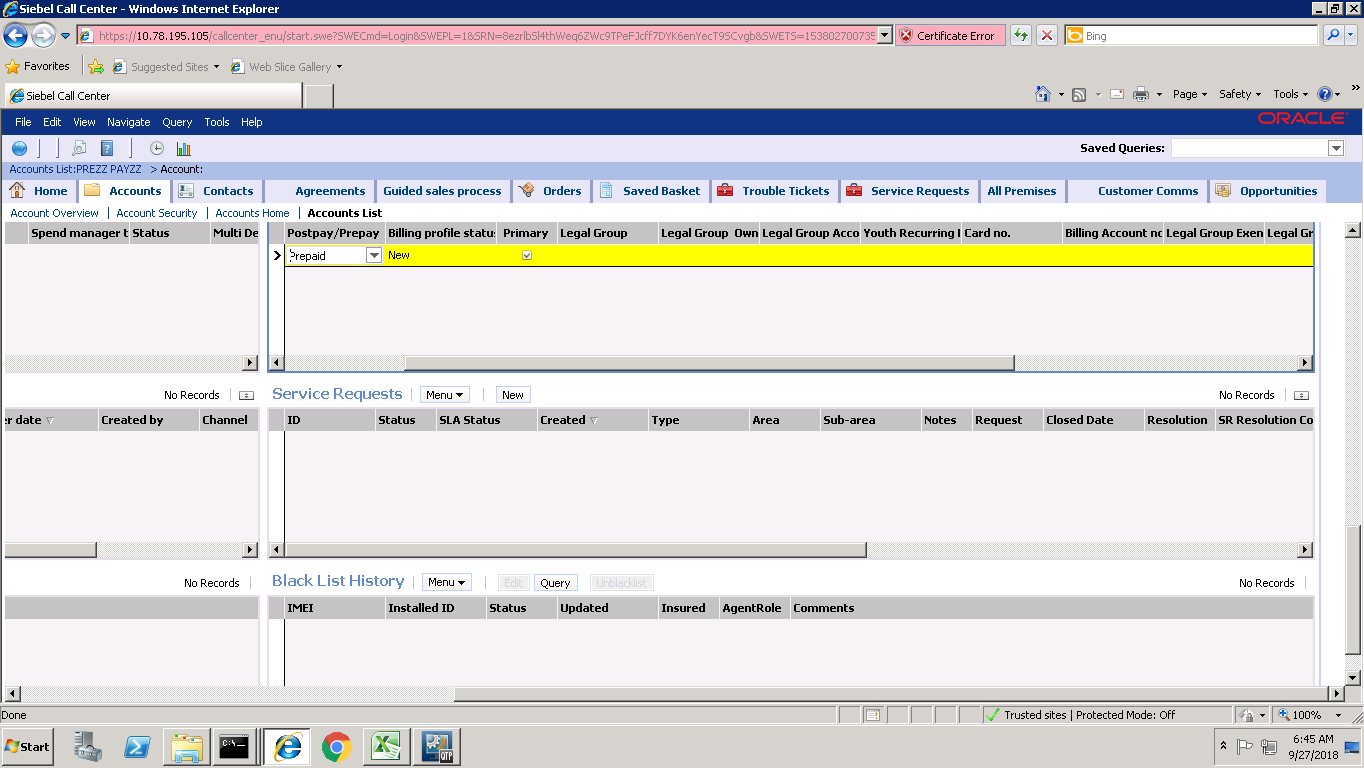 Siebel Call Center - Windows Internet Explorer
https://10.78.195.105/callcenter_enu/start.swe?SWECmd=Login&SWEPL=1&SRN=8ezrlbSl4thWeq6ZWc9TPeFJcff7DYK6enYecT9SCvgb&SWETS=153802700735
Certificate Error
Bing
Favorites
Suggested Sites
Web Slice Gallery
Siebel Call Center
Page
Safety
Tools
File Edit View Navigate Query Tools Help
ORACLE
Saved Queries:
Accounts List:PREZZ PAYZZ > Account:
Home Accounts Contacts Agreements Guided sales process Orders Saved Basket Trouble Tickets Service Requests All Premises Customer Comms Opportunities
Account Overview | Account Security | Accounts Home | Accounts List
Spend manager t Status Multi De Postpay/Prepay Billing profile status Primary Legal Group Legal Group Own Legal Group Acco Youth Recurring Card no. Billing Account no Legal Group Exen Legal Gr
Prepaid New
No Records Service Requests Menu New No Records
er date Created by Channel ID Status SLA Status Created Type Area Sub-area Notes Request Closed Date Resolution SR Resolution Co
No Records Black List History Menu Edit Query Unblacklist No Records
IMEI Installed ID Status Updated Insured AgentRole Comments
Done Trusted sites | Protected Mode: Off 100%
Start C:\ QTP 6:45 AM
9/27/2018